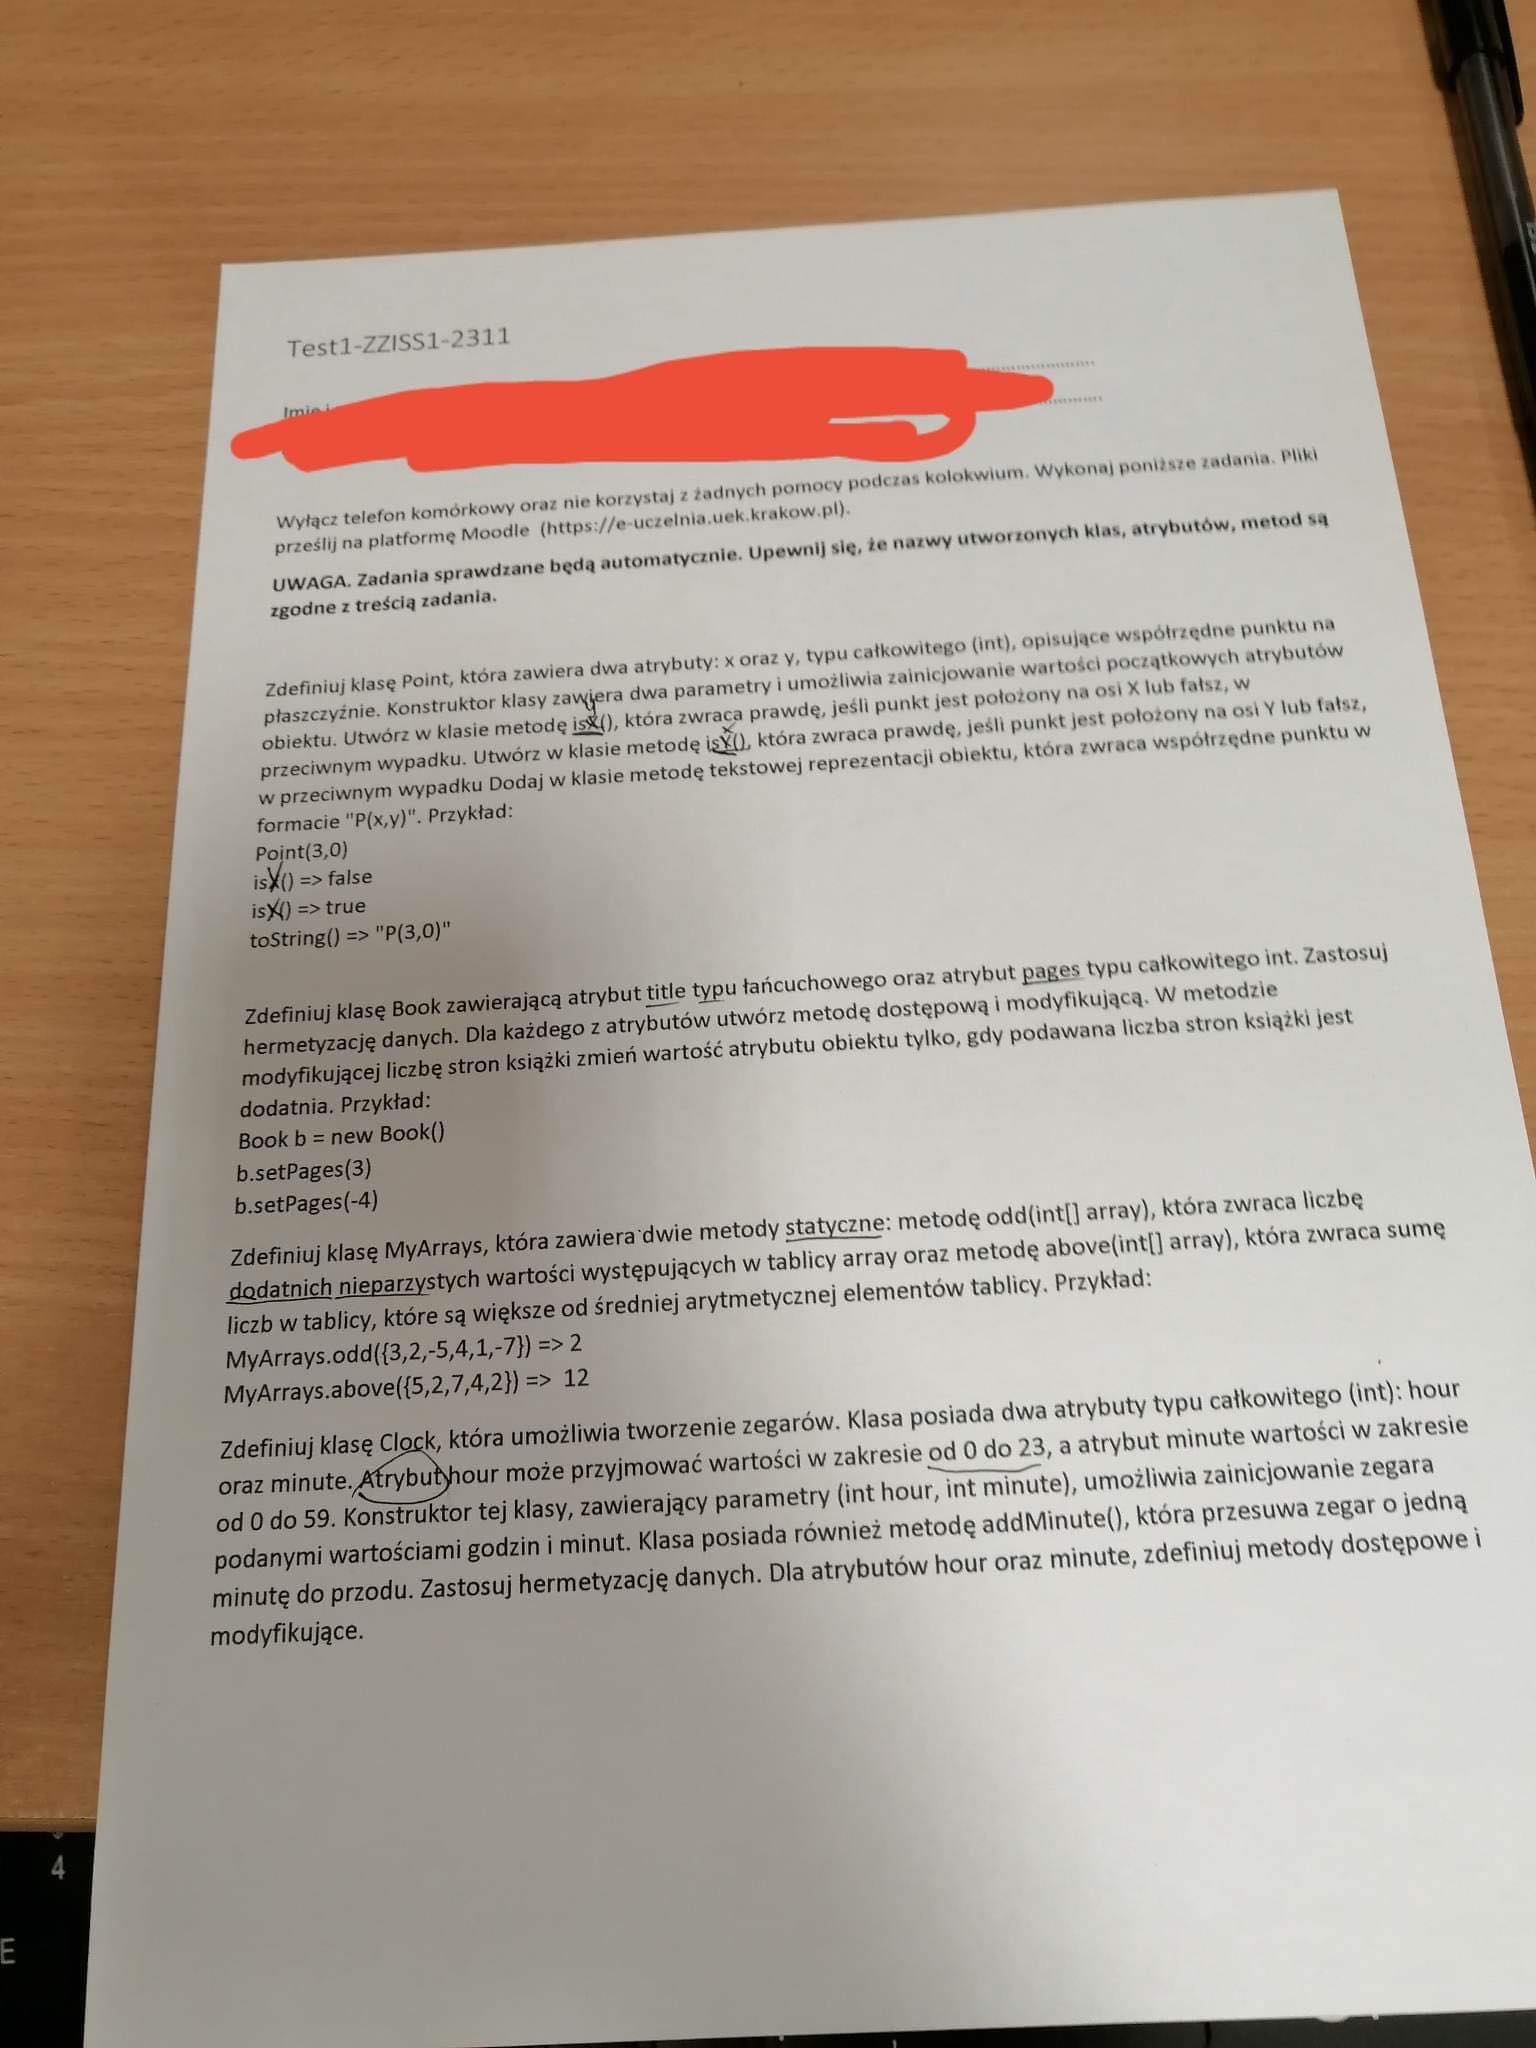 Test1-ZZISS1-2311
Imię i
Wyłącz telefon komórkowy oraz nie korzystaj z żadnych pomocy podczas kolokwium. Wykonaj poniższe zadania. Pliki
prześlij na platformę Moodle (https://e-uczelnia.uek.krakow.pl).
UWAGA. Zadania sprawdzane będą automatycznie. Upewnij się, że nazwy utworzonych klas, atrybutów, metod są
zgodne z treścią zadania.
Zdefiniuj klasę Point, która zawiera dwa atrybuty: x oraz y, typu całkowitego (int), opisujące współrzędne punktu na
płaszczyźnie. Konstruktor klasy zawiera dwa parametry i umożliwia zainicjowanie wartości początkowych atrybutów
y
obiektu. Utwórz w klasie metodę isX(), która zwraca prawdę, jeśli punkt jest położony na osi X lub fałsz, w
x
przeciwnym wypadku. Utwórz w klasie metodę isY(), która zwraca prawdę, jeśli punkt jest położony na osi Y lub fałsz,
w przeciwnym wypadku Dodaj w klasie metodę tekstowej reprezentacji obiektu, która zwraca współrzędne punktu w
formacie "P(x,y)". Przykład:
Point(3,0)
isY() => false
isX() => true
toString() => "P(3,0)"
Zdefiniuj klasę Book zawierającą atrybut title typu łańcuchowego oraz atrybut pages typu całkowitego int. Zastosuj
hermetyzację danych. Dla każdego z atrybutów utwórz metodę dostępową i modyfikującą. W metodzie
modyfikującej liczbę stron książki zmień wartość atrybutu obiektu tylko, gdy podawana liczba stron książki jest
dodatnia. Przykład:
Book b = new Book()
b.setPages(3)
b.setPages(-4)
Zdefiniuj klasę MyArrays, która zawiera dwie metody statyczne: metodę odd(int[] array), która zwraca liczbę
dodatnich nieparzystych wartości występujących w tablicy array oraz metodę above(int[] array), która zwraca sumę
liczb w tablicy, które są większe od średniej arytmetycznej elementów tablicy. Przykład:
MyArrays.odd({3,2,-5,4,1,-7}) => 2
MyArrays.above({5,2,7,4,2}) => 12
Zdefiniuj klasę Clock, która umożliwia tworzenie zegarów. Klasa posiada dwa atrybuty typu całkowitego (int): hour
oraz minute. Atrybut hour może przyjmować wartości w zakresie od 0 do 23, a atrybut minute wartości w zakresie
od 0 do 59. Konstruktor tej klasy, zawierający parametry (int hour, int minute), umożliwia zainicjowanie zegara
podanymi wartościami godzin i minut. Klasa posiada również metodę addMinute(), która przesuwa zegar o jedną
minutę do przodu. Zastosuj hermetyzację danych. Dla atrybutów hour oraz minute, zdefiniuj metody dostępowe i
modyfikujące.
4
E